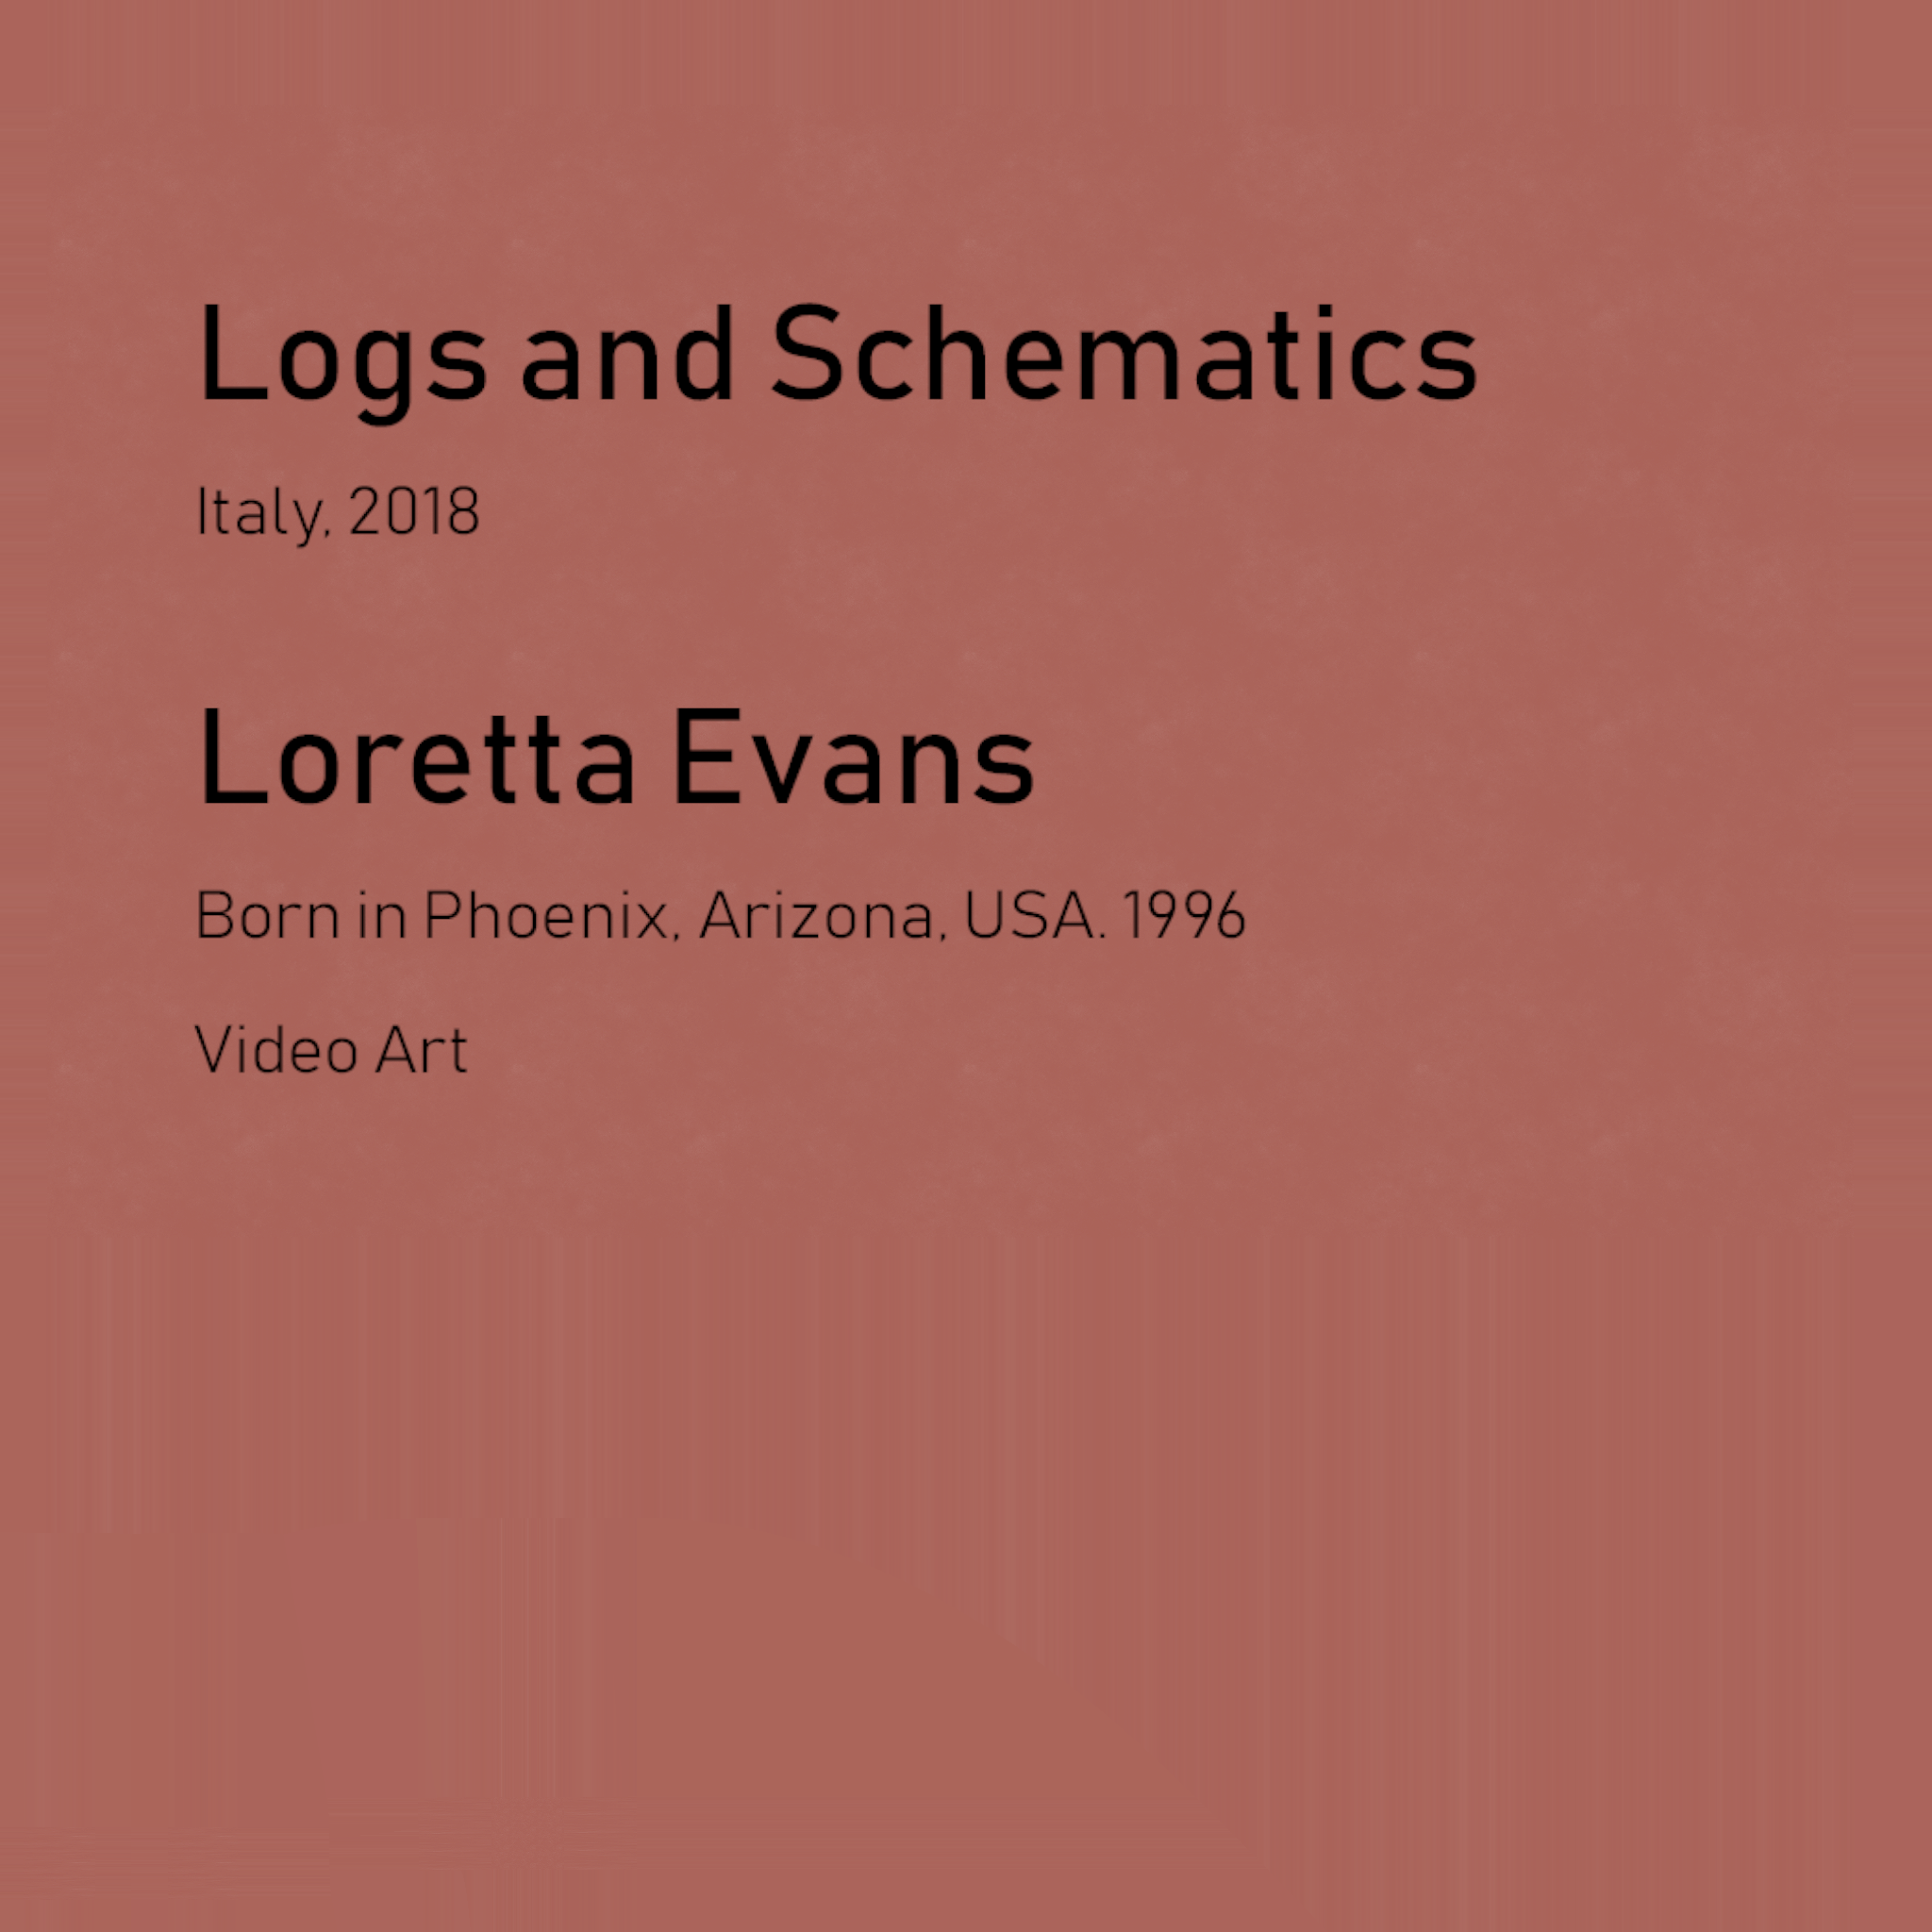 Logs and Schematics
Italy, 2018
Loretta Evans
Born in Phoenix, Arizona, USA. 1996
Video Art